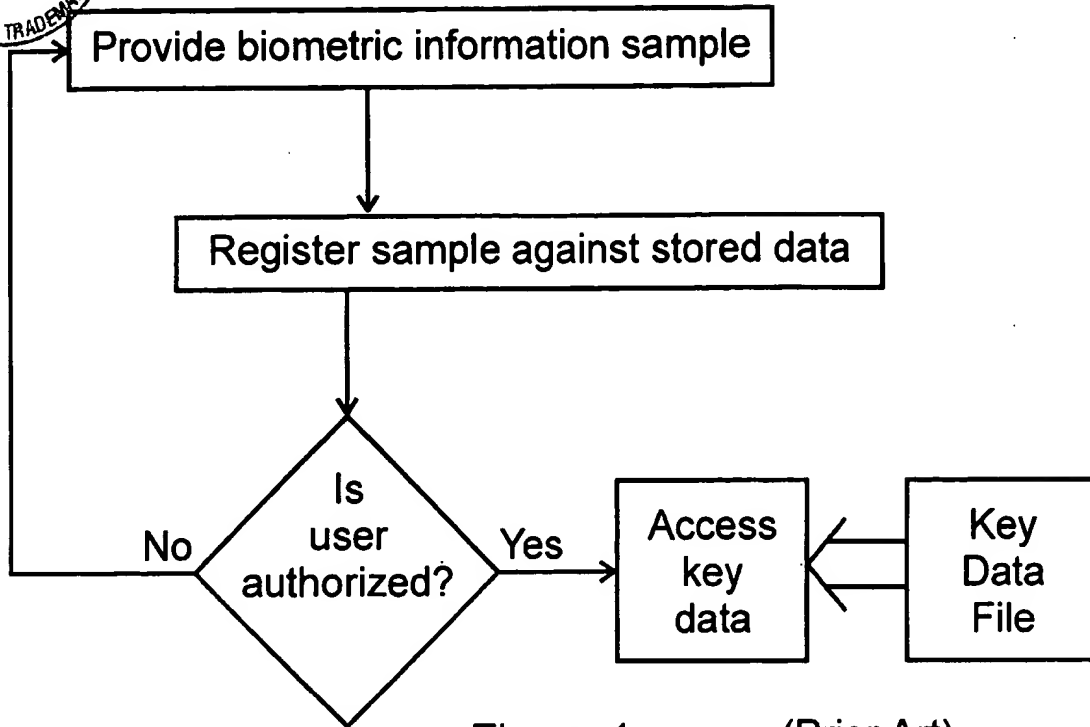 TRADEMA
Provide biometric information sample
Register sample against stored data
Is
user
authorized?
No
Yes
Access
key
data
Key
Data
File
(Prior Art)